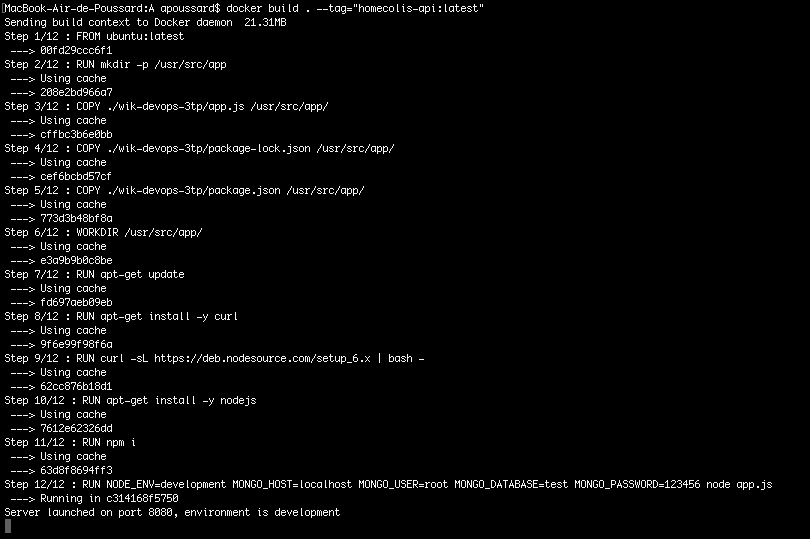 [MacBook-Air-de-Poussard:A apoussard$ docker build . --tag="homecolis-api:latest"
Sending build context to Docker daemon  21.31MB
Step 1/12 : FROM ubuntu:latest
 ---> 00fd29ccc6f1
Step 2/12 : RUN mkdir -p /usr/src/app
 ---> Using cache
 ---> 208e2bd966a7
Step 3/12 : COPY ./wik-devops-3tp/app.js /usr/src/app/
 ---> Using cache
 ---> cffbc3b6e0bb
Step 4/12 : COPY ./wik-devops-3tp/package-lock.json /usr/src/app/
 ---> Using cache
 ---> cef6bcbd57cf
Step 5/12 : COPY ./wik-devops-3tp/package.json /usr/src/app/
 ---> Using cache
 ---> 773d3b48bf8a
Step 6/12 : WORKDIR /usr/src/app/
 ---> Using cache
 ---> e3a9b9b0c8be
Step 7/12 : RUN apt-get update
 ---> Using cache
 ---> fd697aeb09eb
Step 8/12 : RUN apt-get install -y curl
 ---> Using cache
 ---> 9f6e99f98f6a
Step 9/12 : RUN curl -sL https://deb.nodesource.com/setup_6.x | bash -
 ---> Using cache
 ---> 62cc876b18d1
Step 10/12 : RUN apt-get install -y nodejs
 ---> Using cache
 ---> 7612e62326dd
Step 11/12 : RUN npm i
 ---> Using cache
 ---> 63d8f8694ff3
Step 12/12 : RUN NODE_ENV=development MONGO_HOST=localhost MONGO_USER=root MONGO_DATABASE=test MONGO_PASSWORD=123456 node app.js
 ---> Running in c314168f5750
Server launched on port 8080, environment is development